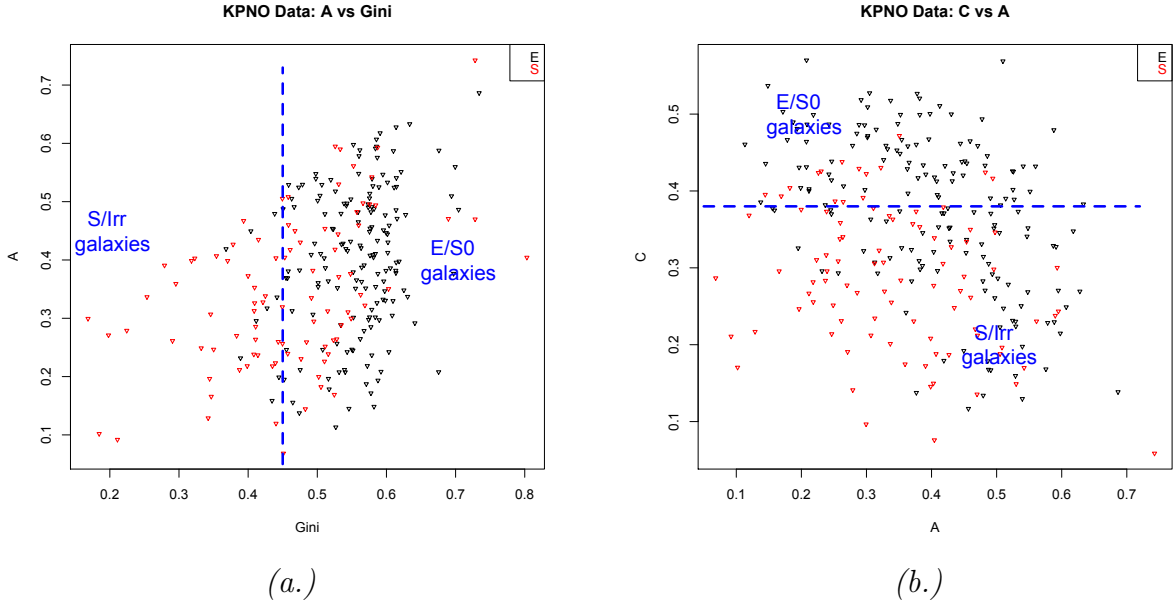 KPNO Data: A vs Gini
E
S
S/Irr
galaxies
E/S0
galaxies
A
0.1
0.2
0.3
0.4
0.5
0.6
0.7
0.2
0.3
0.4
0.5
0.6
0.7
0.8
Gini
(a.)
KPNO Data: C vs A
E
S
E/S0
galaxies
S/Irr
galaxies
C
0.1
0.2
0.3
0.4
0.5
0.1
0.2
0.3
0.4
0.5
0.6
0.7
A
(b.)